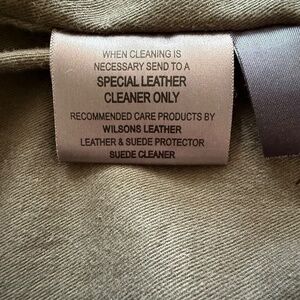 WHEN CLEANING IS
NECESSARY SEND TO A
SPECIAL LEATHER
CLEANER ONLY
RECOMMENDED CARE PRODUCTS BY
WILSONS LEATHER
LEATHER & SUEDE PROTECTOR
SUEDE CLEANER